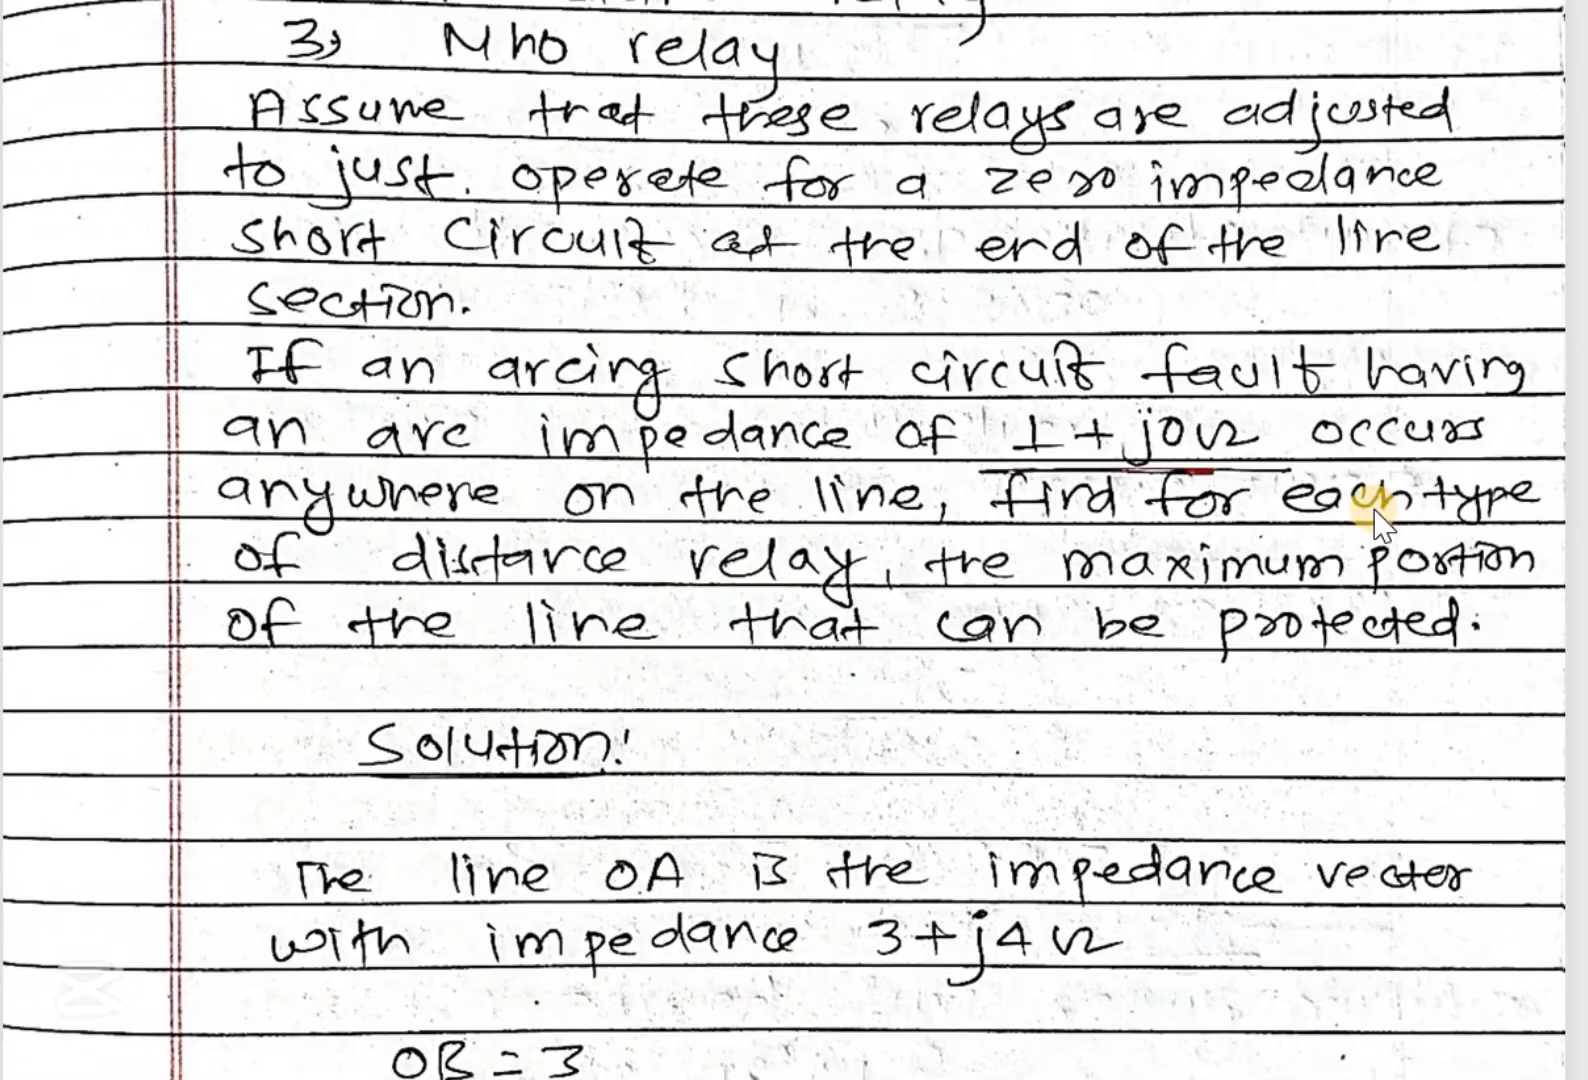 3) Mho relay
Assume that these relays are adjusted
to just operate for a zero impedance
short circuit at the end of the line
section.
If an arcing short circuit fault having
an arc impedance of 1 + j0 Ω occurs
anywhere on the line, find for each type
of distance relay, the maximum portion
of the line that can be protected.
Solution:
The line OA is the impedance vector
with impedance 3 + j4 Ω
OB = 3